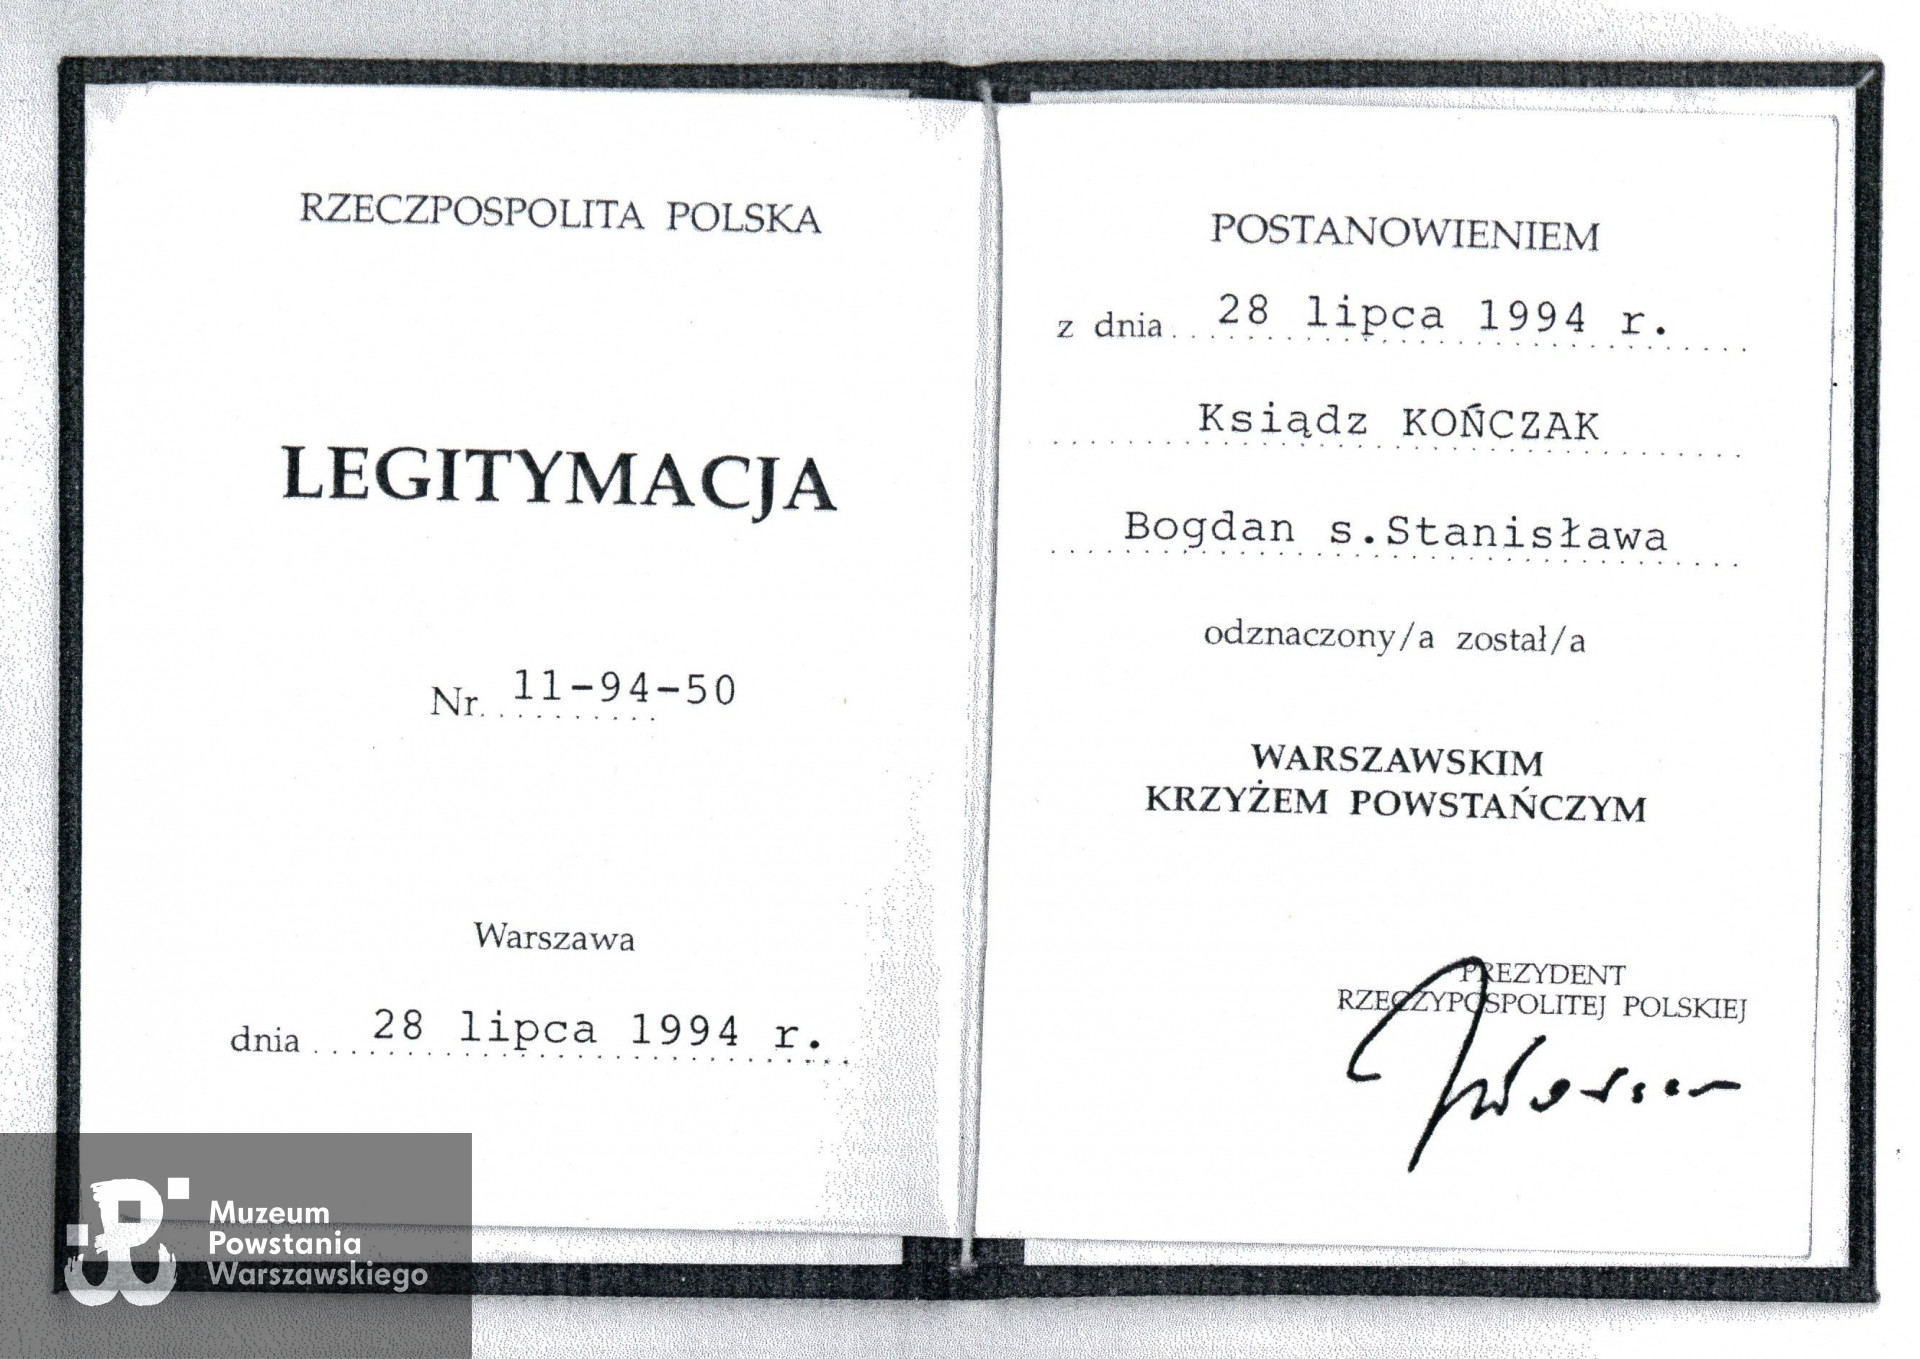 RZECZPOSPOLITA POLSKA
LEGITYMACJA
Nr. 11-94-50
Warszawa
dnia 28 lipca 1994 r.
POSTANOWIENIEM
z dnia 28 lipca 1994 r.
Ksiądz KOŃCZAK
Bogdan s.Stanisława
odznaczony/a został/a
WARSZAWSKIM
KRZYŻEM POWSTAŃCZYM
PREZYDENT
RZECZYPOSPOLITEJ POLSKIEJ
Muzeum
Powstania
Warszawskiego